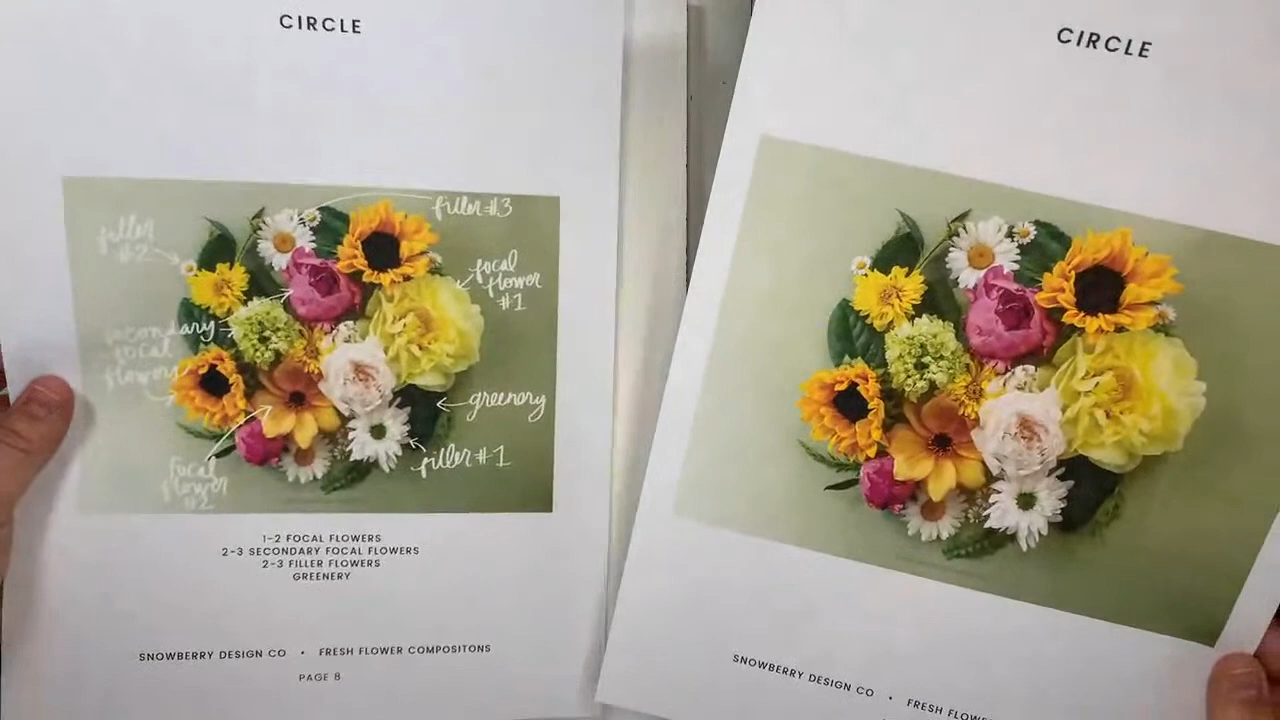 CIRCLE
filler #3
filler #2
focal flower #1
secondary focal flowers
greenery
filler #1
focal flower #2
1-2 FOCAL FLOWERS
2-3 SECONDARY FOCAL FLOWERS
2-3 FILLER FLOWERS
GREENERY
SNOWBERRY DESIGN CO • FRESH FLOWER COMPOSITONS
PAGE 8
CIRCLE
SNOWBERRY DESIGN CO • FRESH FLOWE